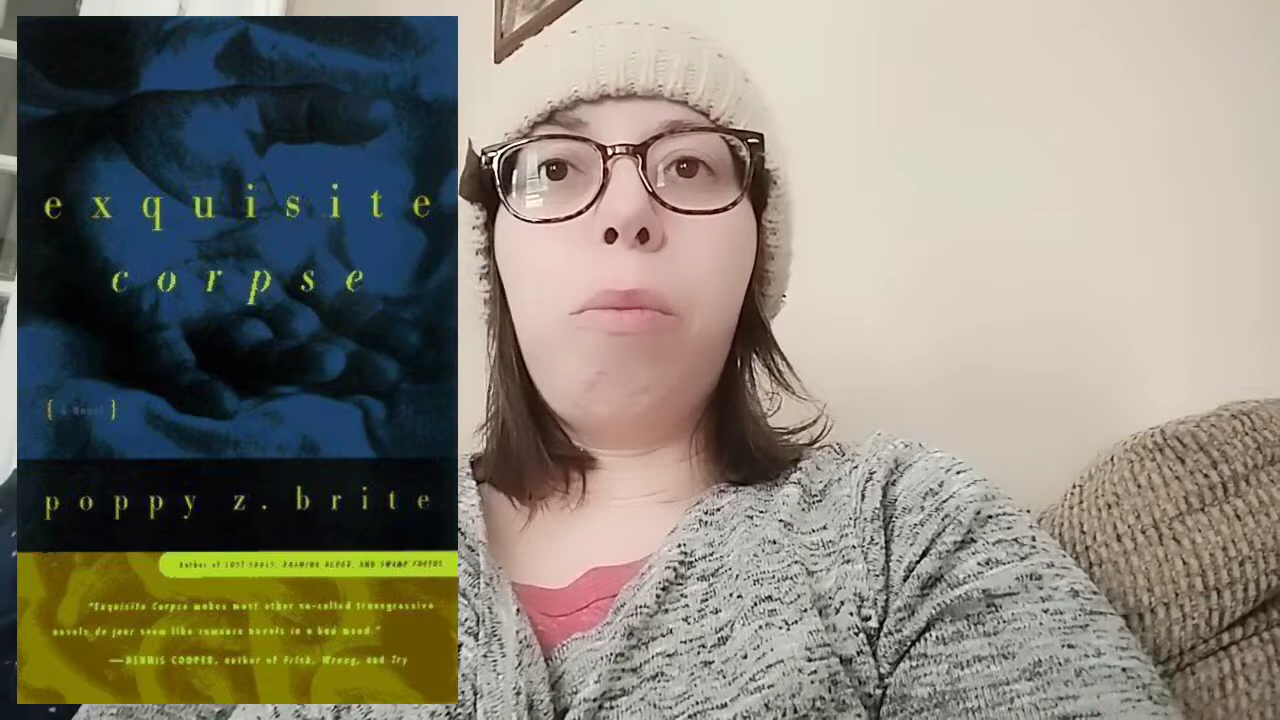 exquisite
corpse
{ a Novel }
poppy z. brite
Author of LOST SOULS, DRAWING BLOOD, AND SWAMP FOETUS
"Exquisite Corpse makes most other so-called transgressive
novels de jour seem like romance novels in a bad mood."
—DENNIS COOPER, author of Frisk, Wrong, and Try